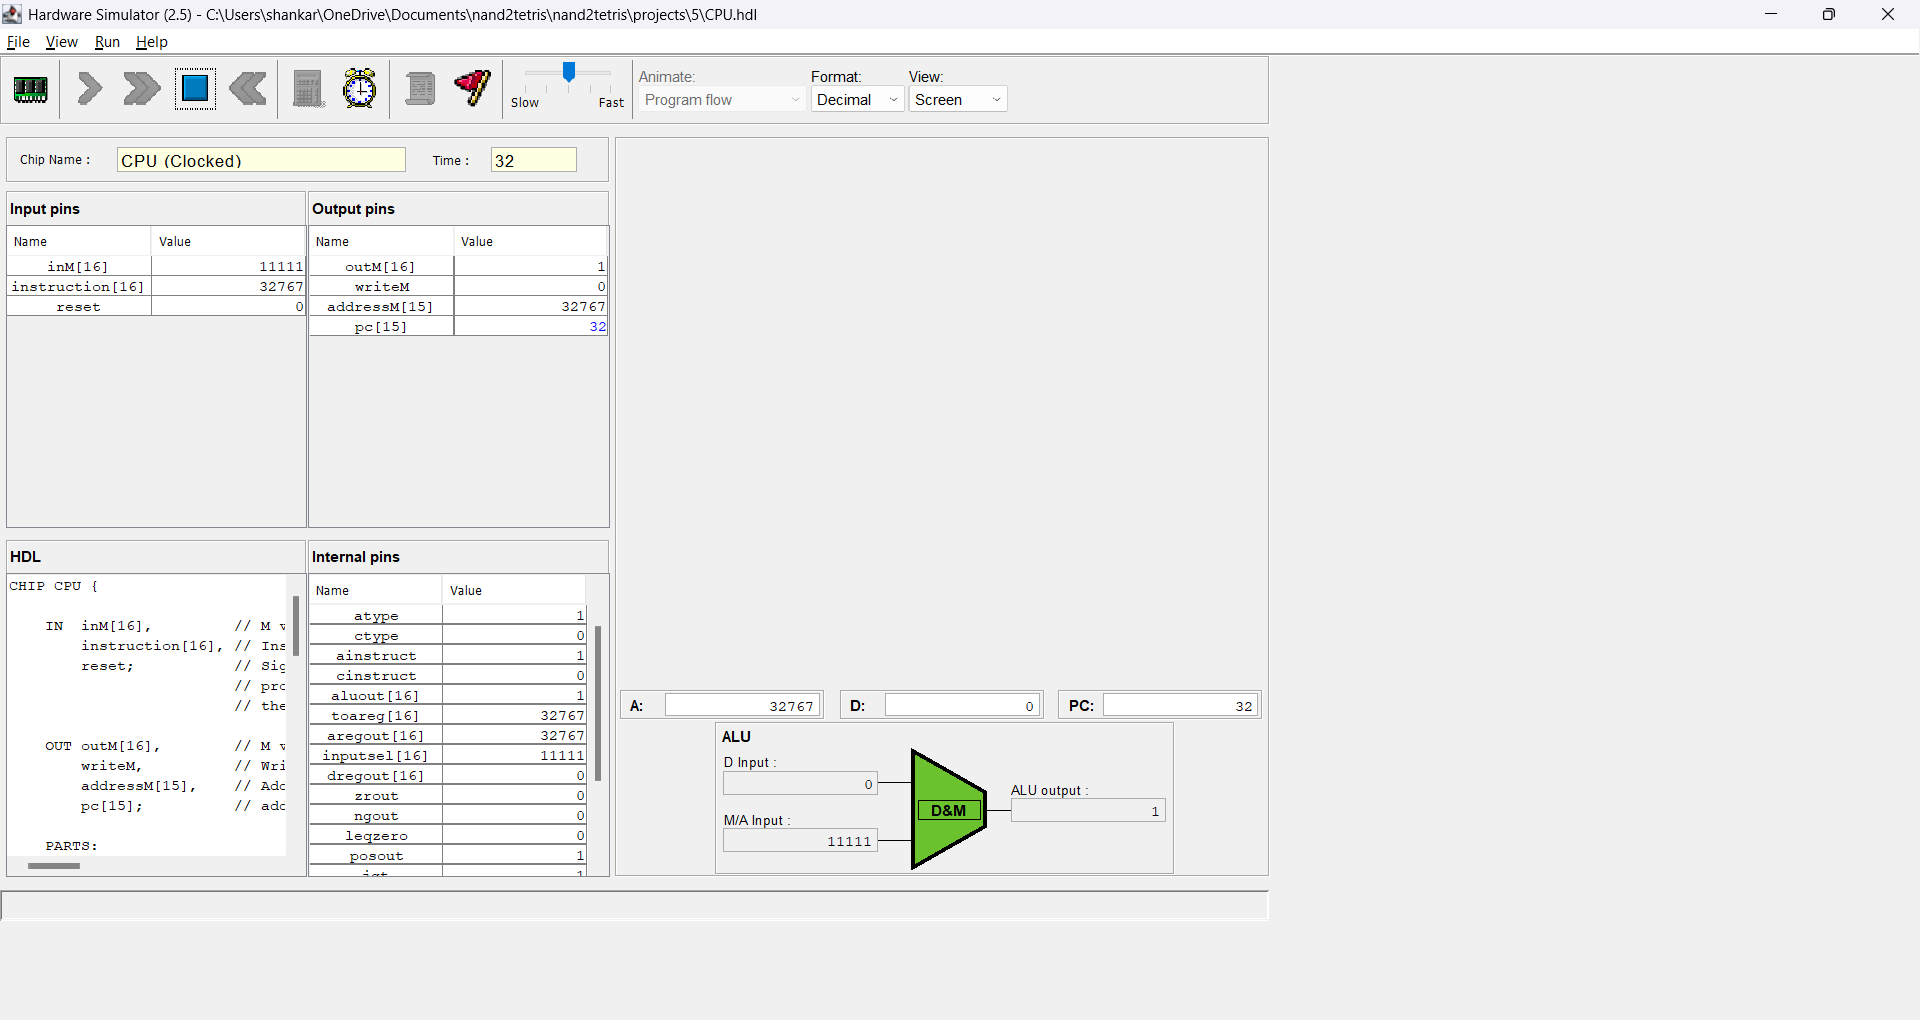 Hardware Simulator (2.5) - C:\Users\shankar\OneDrive\Documents\nand2tetris\nand2tetris\projects\5\CPU.hdl
File View Run Help
Slow Fast
Animate: Format: View:
Program flow Decimal Screen
Chip Name : CPU (Clocked) Time : 32
Input pins
Name Value
inM[16] 11111
instruction[16] 32767
reset 0
Output pins
Name Value
outM[16] 1
writeM 0
addressM[15] 32767
pc[15] 32
HDL
CHIP CPU {
IN inM[16], // M v
instruction[16], // Ins
reset; // Sig
// pro
// the
OUT outM[16], // M v
writeM, // Wri
addressM[15], // Add
pc[15]; // add
PARTS:
Internal pins
Name Value
atype 1
ctype 0
ainstruct 1
cinstruct 0
aluout[16] 1
toareg[16] 32767
aregout[16] 32767
inputsel[16] 11111
dregout[16] 0
zrout 0
ngout 0
leqzero 0
posout 1
A: 32767 D: 0 PC: 32
ALU
D Input :
0
M/A Input :
11111
D&M
ALU output :
1